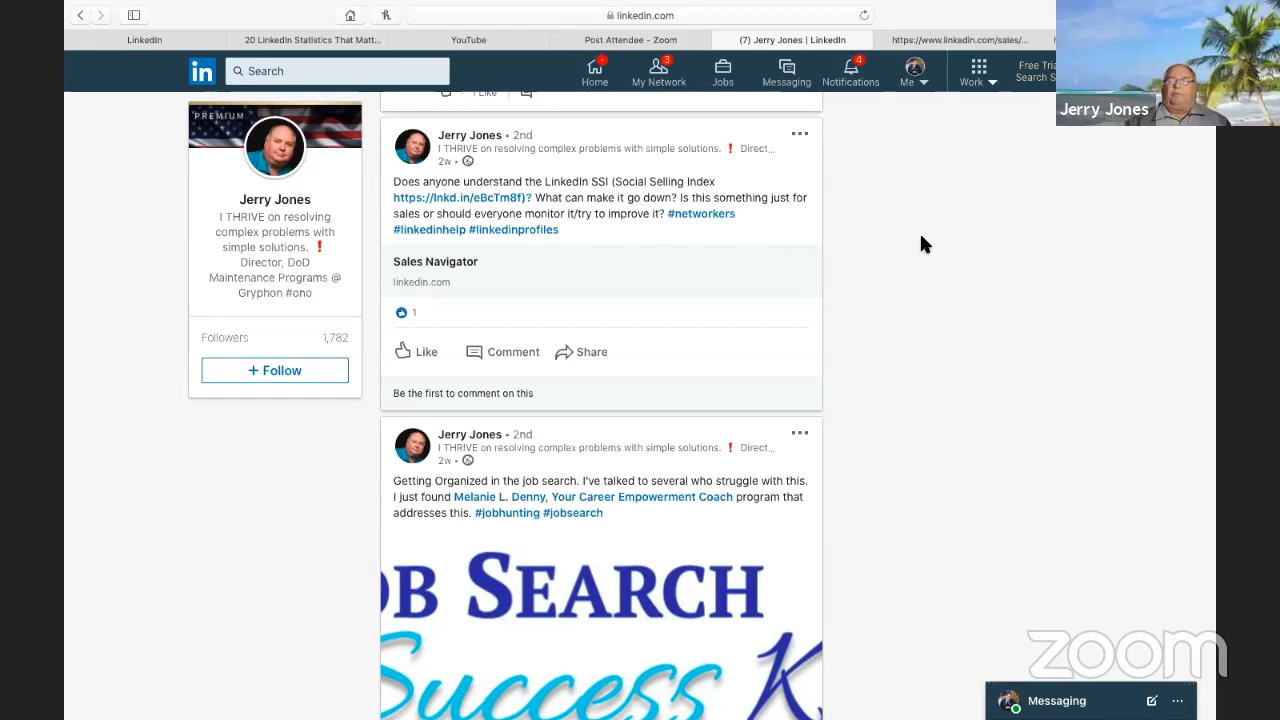 linkedin.com
LinkedIn
20 LinkedIn Statistics That Matt...
YouTube
Post Attendee - Zoom
(7) Jerry Jones | LinkedIn
https://www.linkedin.com/sales/...
in
Search
Home
3
My Network
Jobs
Messaging
4
Notifications
Me
Work
Free Tria
Search S
Jerry Jones
1 Like
PREMIUM
Jerry Jones
I THRIVE on resolving
complex problems with
simple solutions. ❗
Director, DoD
Maintenance Programs @
Gryphon #ono
Followers 1,782
+ Follow
Jerry Jones • 2nd
I THRIVE on resolving complex problems with simple solutions. ❗ Direct...
2w •
Does anyone understand the LinkedIn SSI (Social Selling Index
https://lnkd.in/eBcTm8f)? What can make it go down? Is this something just for
sales or should everyone monitor it/try to improve it? #networkers
#linkedinhelp #linkedinprofiles
Sales Navigator
linkedin.com
1
Like Comment Share
Be the first to comment on this
Jerry Jones • 2nd
I THRIVE on resolving complex problems with simple solutions. ❗ Direct...
2w •
Getting Organized in the job search. I've talked to several who struggle with this.
I just found Melanie L. Denny, Your Career Empowerment Coach program that
addresses this. #jobhunting #jobsearch
OB SEARCH
Success K
zoom
Messaging